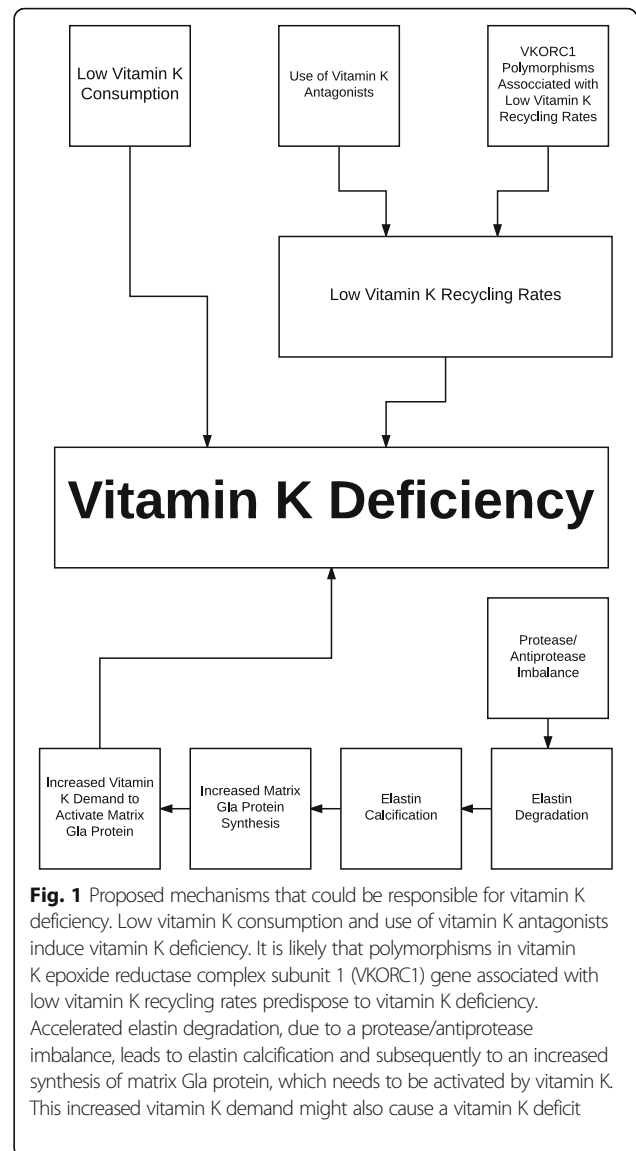 Low Vitamin K
Consumption
Use of Vitamin K
Antagonists
VKORC1
Polymorphisms
Assocciated with
Low Vitamin K
Recycling Rates
Low Vitamin K Recycling Rates
Vitamin K Deficiency
Protease/
Antiprotease
Imbalance
Increased Vitamin
K Demand to
Activate Matrix
Gla Protein
Increased Matrix
Gla Protein
Synthesis
Elastin
Calcification
Elastin
Degradation
Fig. 1 Proposed mechanisms that could be responsible for vitamin K
deficiency. Low vitamin K consumption and use of vitamin K antagonists
induce vitamin K deficiency. It is likely that polymorphisms in vitamin
K epoxide reductase complex subunit 1 (VKORC1) gene associated with
low vitamin K recycling rates predispose to vitamin K deficiency.
Accelerated elastin degradation, due to a protease/antiprotease
imbalance, leads to elastin calcification and subsequently to an increased
synthesis of matrix Gla protein, which needs to be activated by vitamin K.
This increased vitamin K demand might also cause a vitamin K deficit